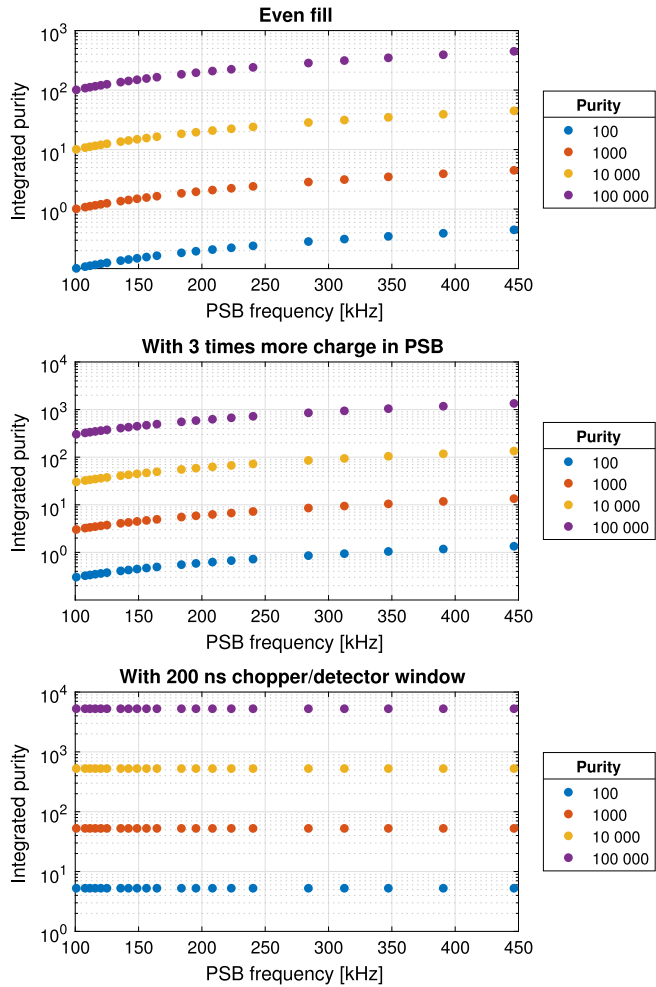 Even fill
10^3
10^2
10^1
10^0
Integrated purity
100 150 200 250 300 350 400 450
PSB frequency [kHz]
Purity
100
1000
10 000
100 000
With 3 times more charge in PSB
10^4
10^3
10^2
10^1
10^0
Integrated purity
100 150 200 250 300 350 400 450
PSB frequency [kHz]
Purity
100
1000
10 000
100 000
With 200 ns chopper/detector window
10^4
10^3
10^2
10^1
10^0
Integrated purity
100 150 200 250 300 350 400 450
PSB frequency [kHz]
Purity
100
1000
10 000
100 000